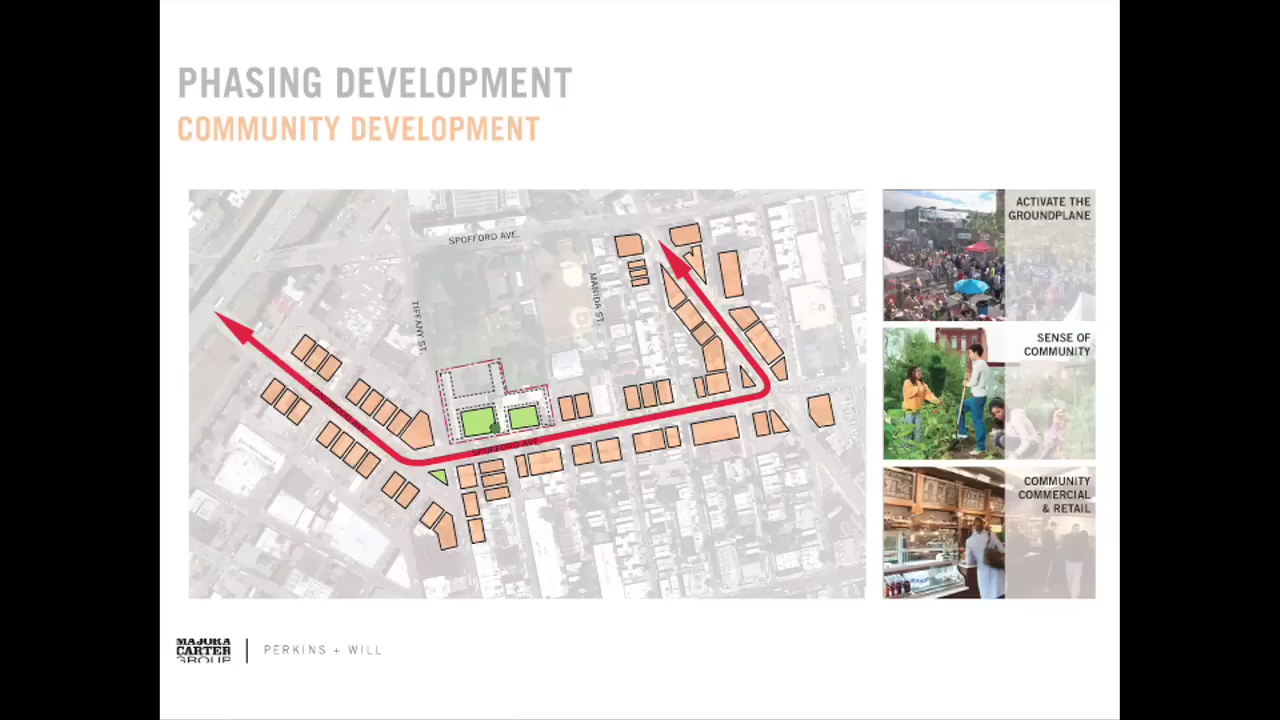 PHASING DEVELOPMENT
COMMUNITY DEVELOPMENT
SPOFFORD AVE.
TIFFANY ST.
MANIDA ST.
SPOFFORD AVE.
ACTIVATE THE
GROUNDPLANE
SENSE OF
COMMUNITY
COMMUNITY
COMMERCIAL
& RETAIL
MAJORA
CARTER
GROUP
PERKINS + WILL